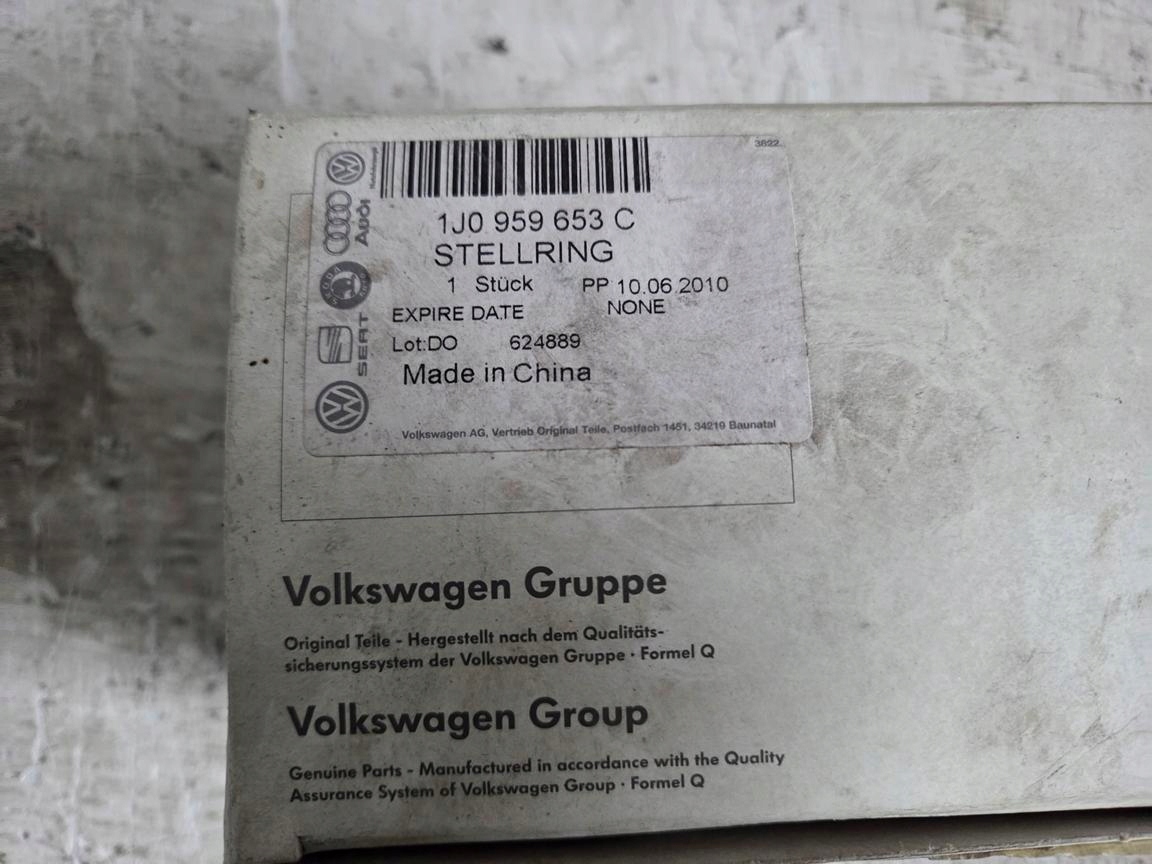 3822
1J0 959 653 C
STELLRING
1 Stück PP 10.06.2010
EXPIRE DATE NONE
Lot:DO 624889
Made in China
Volkswagen AG, Vertrieb Original Teile, Postfach 1451, 34219 Baunatal
AUDI
SKODA
SEAT
Volkswagen Gruppe
Original Teile - Hergestellt nach dem Qualitäts-
sicherungssystem der Volkswagen Gruppe · Formel Q
Volkswagen Group
Genuine Parts - Manufactured in accordance with the Quality
Assurance System of Volkswagen Group · Formel Q